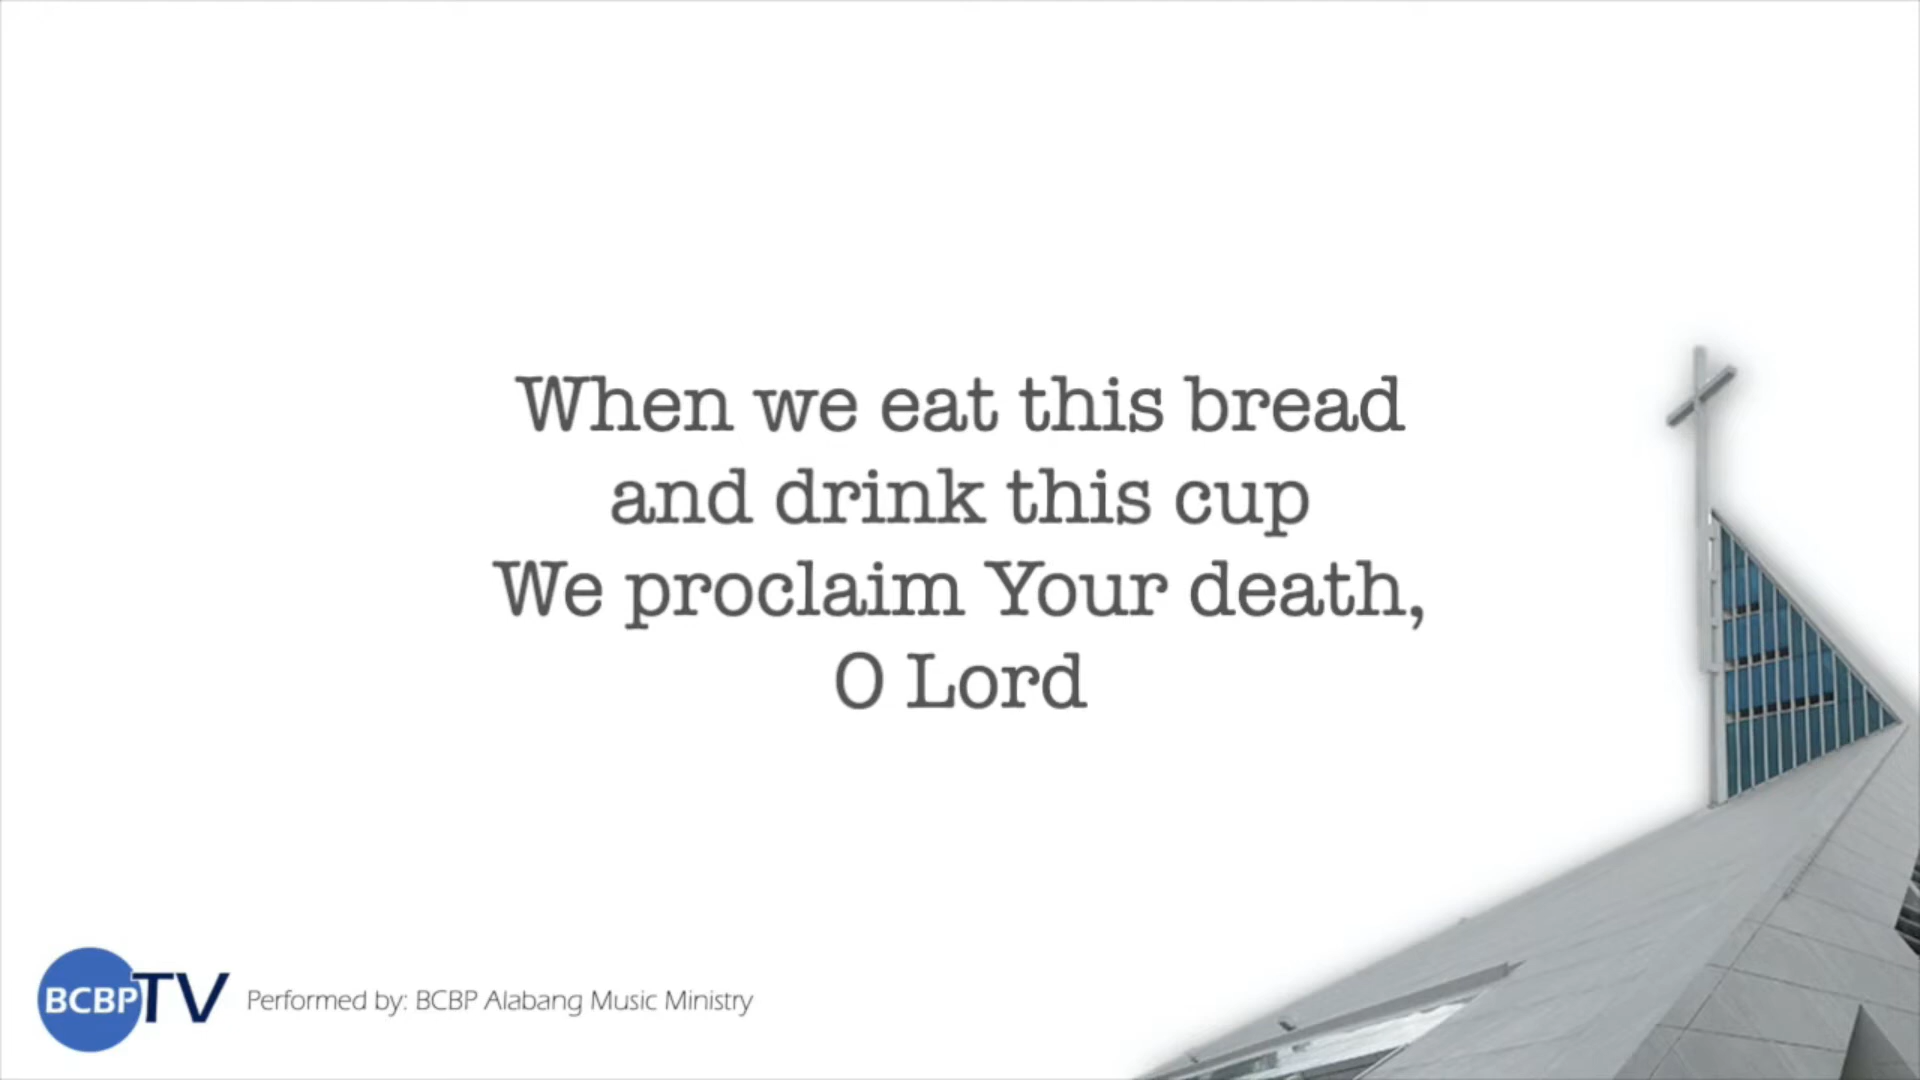 When we eat this bread
and drink this cup
We proclaim Your death,
O Lord
BCBPTV Performed by: BCBP Alabang Music Ministry